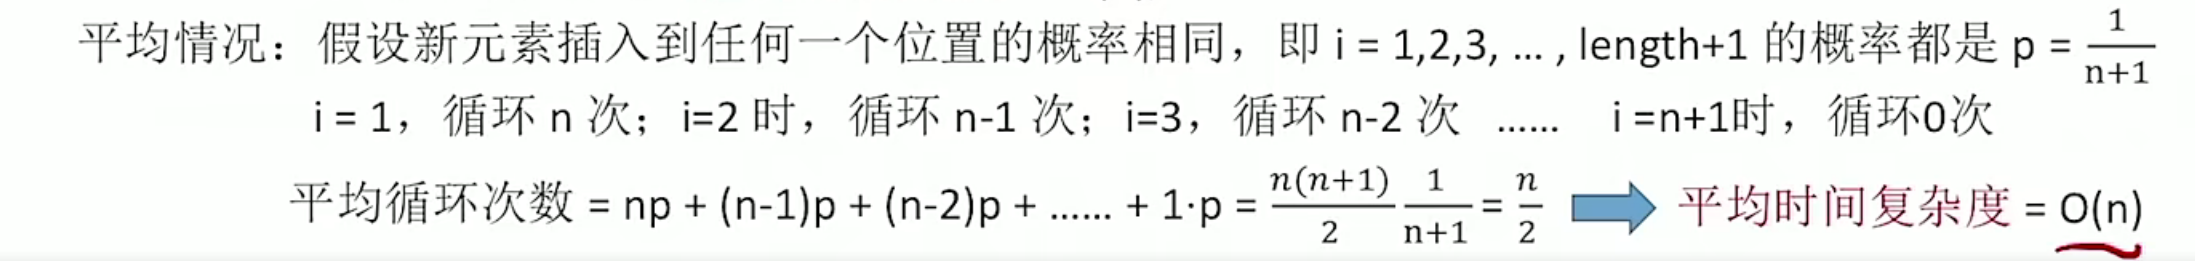 平均情况：假设新元素插入到任何一个位置的概率相同，即 i = 1,2,3, … , length+1 的概率都是 p = 1/(n+1)
i = 1，循环 n 次；i=2 时，循环 n-1 次；i=3，循环 n-2 次 …… i =n+1时，循环0次
平均循环次数 = np + (n-1)p + (n-2)p + …… + 1·p = n(n+1)/2 1/(n+1) = n/2 平均时间复杂度 = O(n)